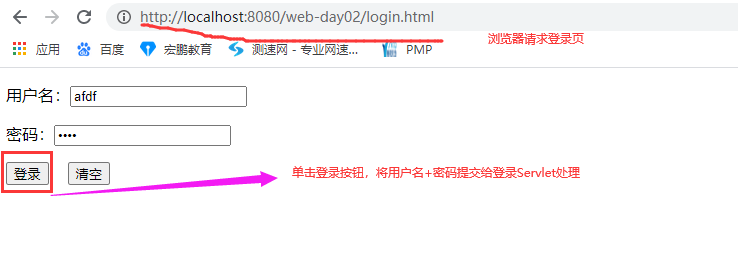 http://localhost:8080/web-day02/login.html
浏览器请求登录页
应用 百度 宏鹏教育 测速网 - 专业网速... PMP
用户名： afdf
密码： ••••
登录 清空 单击登录按钮，将用户名+密码提交给登录Servlet处理